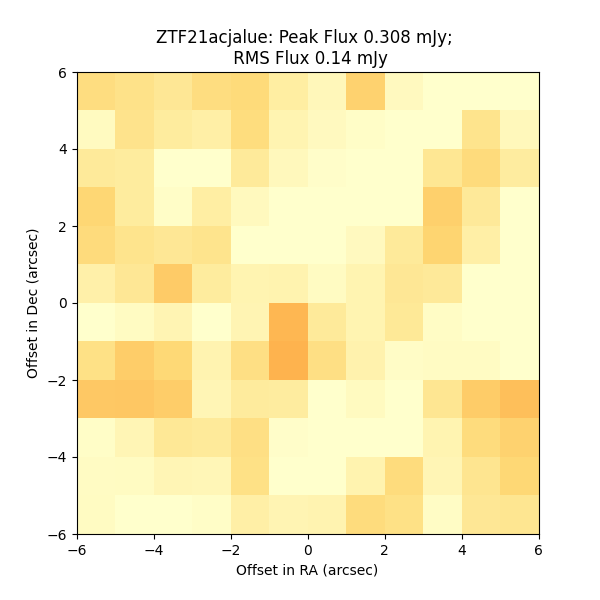 ZTF21acjalue: Peak Flux 0.308 mJy;
RMS Flux 0.14 mJy
6
4
2
0
−2
−4
−6
Offset in Dec (arcsec)
−6 −4 −2 0 2 4 6
Offset in RA (arcsec)